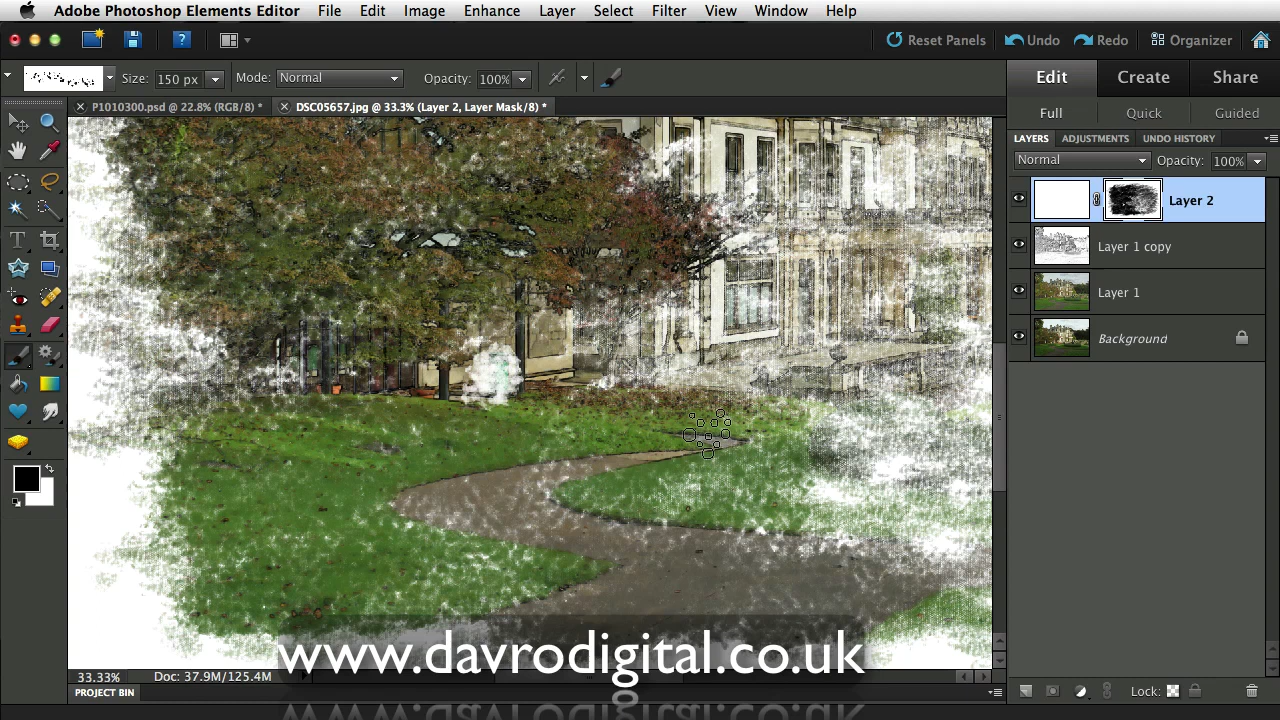 Adobe Photoshop Elements Editor File Edit Image Enhance Layer Select Filter View Window Help
Reset Panels Undo Redo Organizer
Size: 150 px Mode: Normal Opacity: 100%
Edit Create Share
P1010300.psd @ 22.8% (RGB/8) * DSC05657.jpg @ 33.3% (Layer 2, Layer Mask/8) *
Full Quick Guided
LAYERS ADJUSTMENTS UNDO HISTORY
Normal Opacity: 100%
Layer 2
Layer 1 copy
Layer 1
Background
www.davrodigital.co.uk
33.33% Doc: 37.9M/125.4M
PROJECT BIN
Lock: